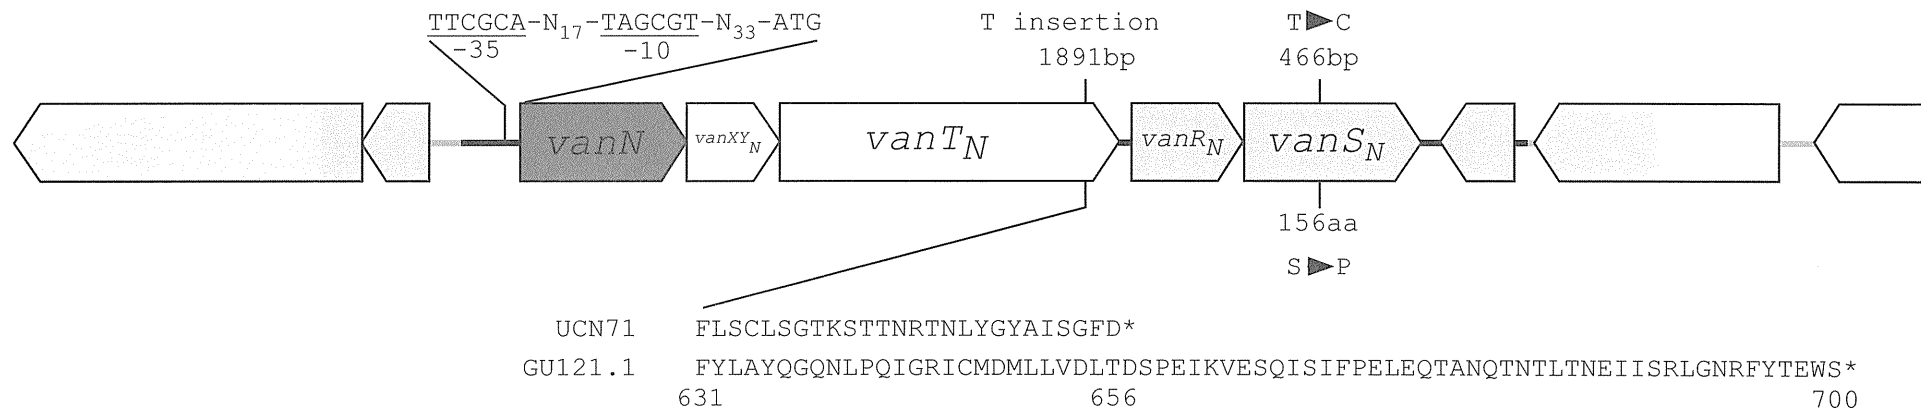 TTCGCA-N17-TAGCGT-N33-ATG
-35 -10
T insertion
1891bp
T▶C
466bp
vanN vanXYN vanTN vanRN vanSN
156aa
S▶P
UCN71 FLSCLSGTKSTTNRTNLYGYAISGFD*
GU121.1 FYLAYQGQNLPQIGRICMDMLLVDLTDSPEIKVESQISIFPELEQTANQTNTLTNEIISRLGNRFYTEWS*
631 656 700